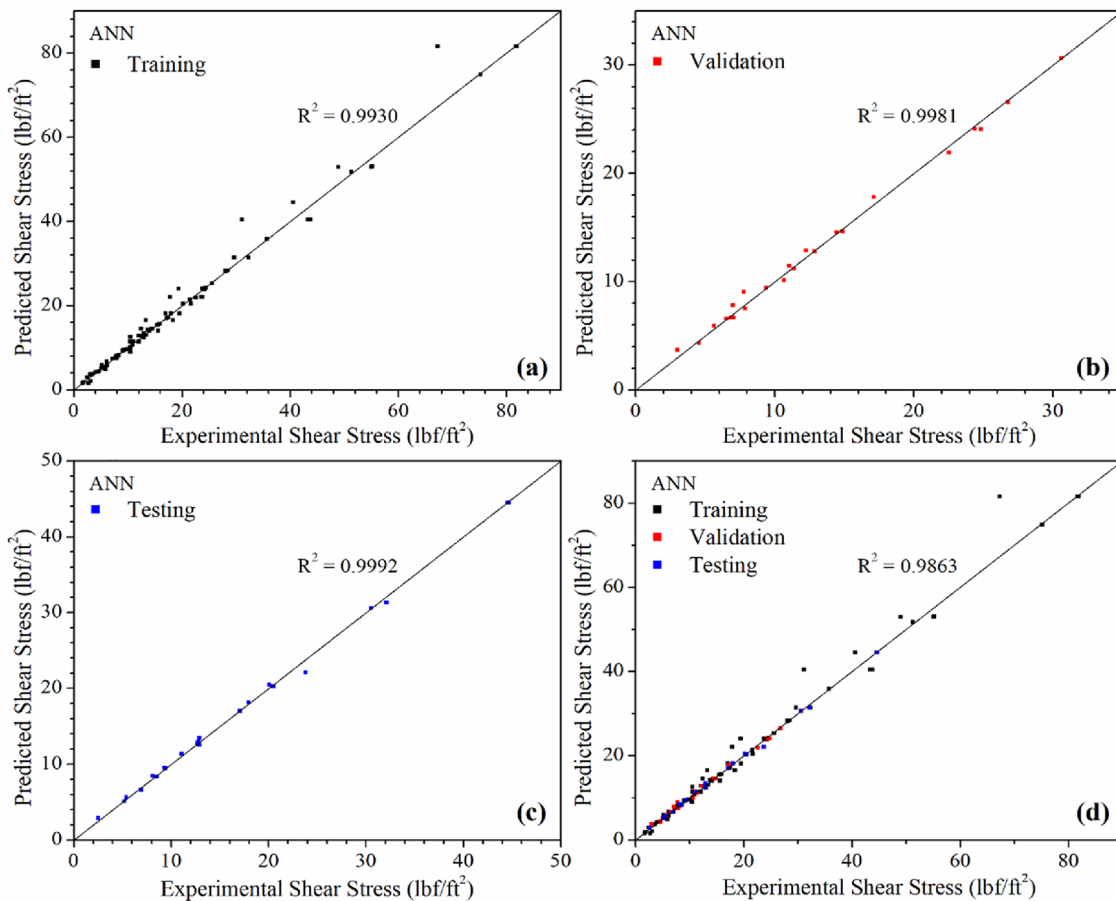 ANN
Training
R² = 0.9930
(a)
80
60
40
20
0
0 20 40 60 80
Predicted Shear Stress (lbf/ft²)
Experimental Shear Stress (lbf/ft²)
ANN
Validation
R² = 0.9981
(b)
30
20
10
0
0 10 20 30
Predicted Shear Stress (lbf/ft²)
Experimental Shear Stress (lbf/ft²)
ANN
Testing
R² = 0.9992
(c)
50
40
30
20
10
0
0 10 20 30 40 50
Predicted Shear Stress (lbf/ft²)
Experimental Shear Stress (lbf/ft²)
ANN
Training
Validation
Testing
R² = 0.9863
(d)
80
60
40
20
0
0 20 40 60 80
Predicted Shear Stress (lbf/ft²)
Experimental Shear Stress (lbf/ft²)